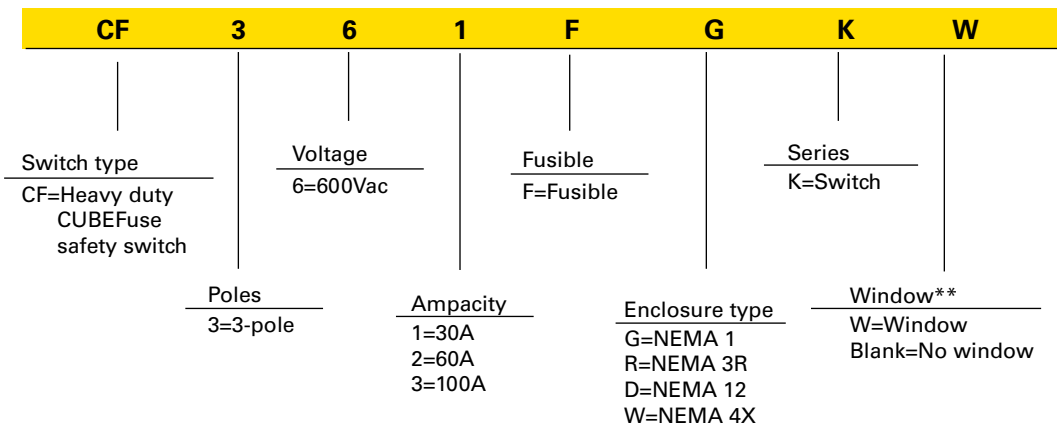 CF 3 6 1 F G K W
Switch type
CF=Heavy duty
CUBEFuse
safety switch
Poles
3=3-pole
Voltage
6=600Vac
Ampacity
1=30A
2=60A
3=100A
Fusible
F=Fusible
Enclosure type
G=NEMA 1
R=NEMA 3R
D=NEMA 12
W=NEMA 4X
Series
K=Switch
Window**
W=Window
Blank=No window